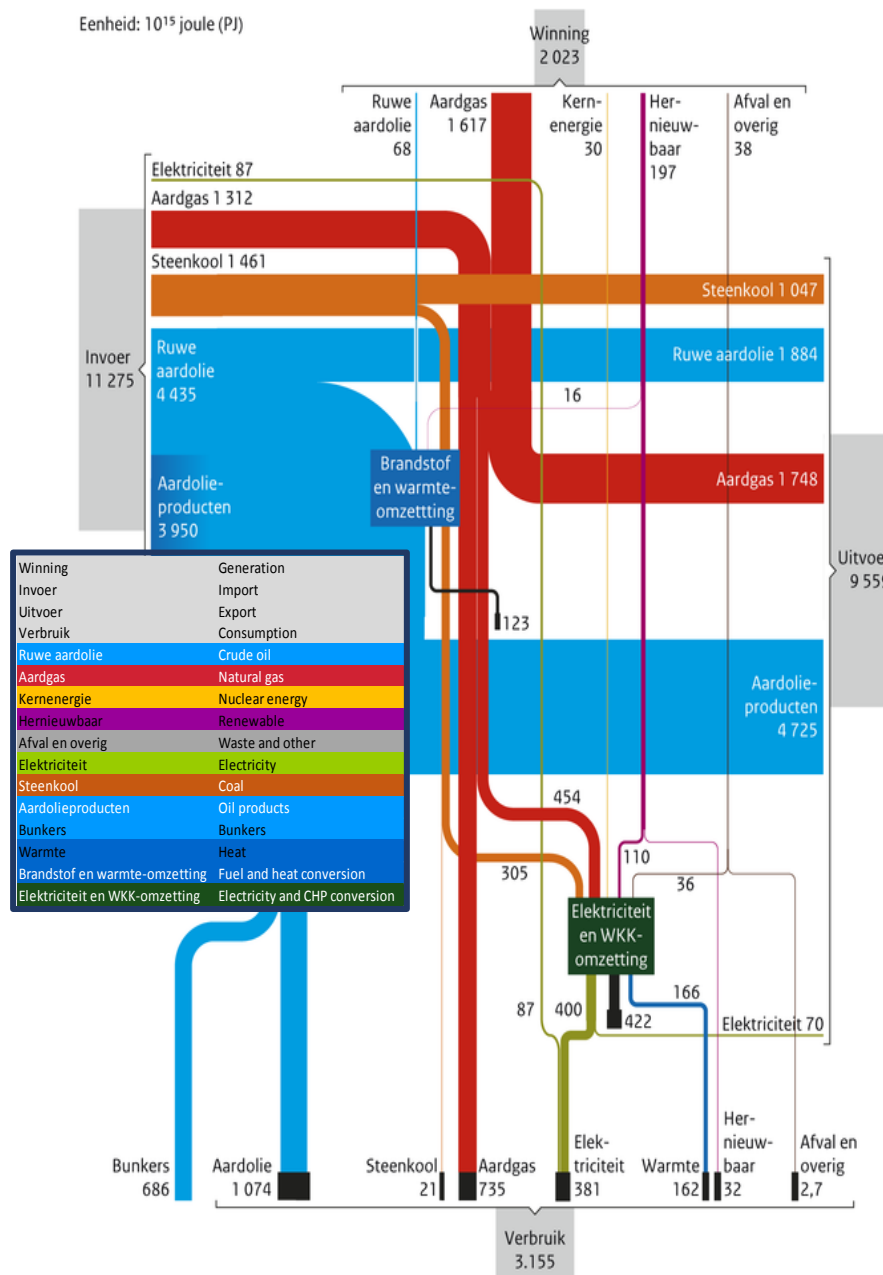 Eenheid: 10¹⁵ joule (PJ)
Winning
2 023
Ruwe
aardolie
68
Aardgas
1 617
Kern-
energie
30
Her-
nieuw-
baar
197
Afval en
overig
38
Elektriciteit 87
Aardgas 1 312
Steenkool 1 461
Steenkool 1 047
Invoer
11 275
Ruwe
aardolie
4 435
Ruwe aardolie 1 884
16
Brandstof
en warmte-
omzettting
Aardgas 1 748
Aardolie-
producten
3 950
Uitvoe
9 559
123
Winning Generation
Invoer Import
Uitvoer Export
Verbruik Consumption
Ruwe aardolie Crude oil
Aardgas Natural gas
Kernenergie Nuclear energy
Hernieuwbaar Renewable
Afval en overig Waste and other
Elektriciteit Electricity
Steenkool Coal
Aardolieproducten Oil products
Bunkers Bunkers
Warmte Heat
Brandstof en warmte-omzetting Fuel and heat conversion
Elektriciteit en WKK-omzetting Electricity and CHP conversion
Aardolie-
producten
4 725
454
305
110
36
Elektriciteit
en WKK-
omzetting
87
400
422
166
Elektriciteit 70
Bunkers
686
Aardolie
1 074
Steenkool
21
Aardgas
735
Elek-
triciteit
381
Warmte
162
Her-
nieuw-
baar
32
Afval en
overig
2,7
Verbruik
3.155